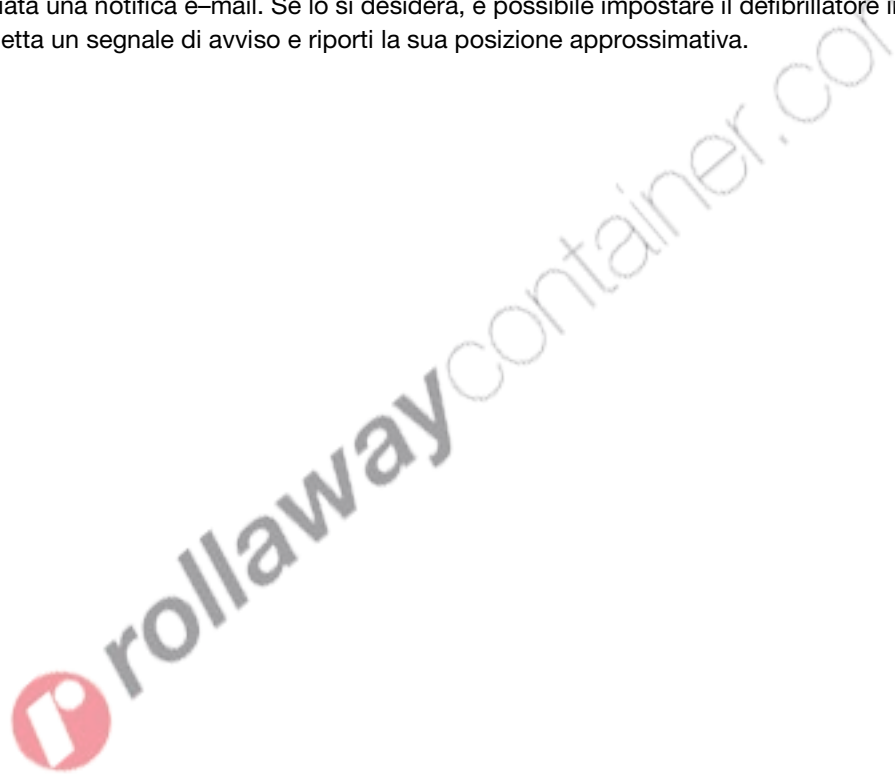 iata una notifica e–mail. Se lo si desidera, è possibile impostare il defibrillatore i
etta un segnale di avviso e riporti la sua posizione approssimativa.
rollawaycontainer.co